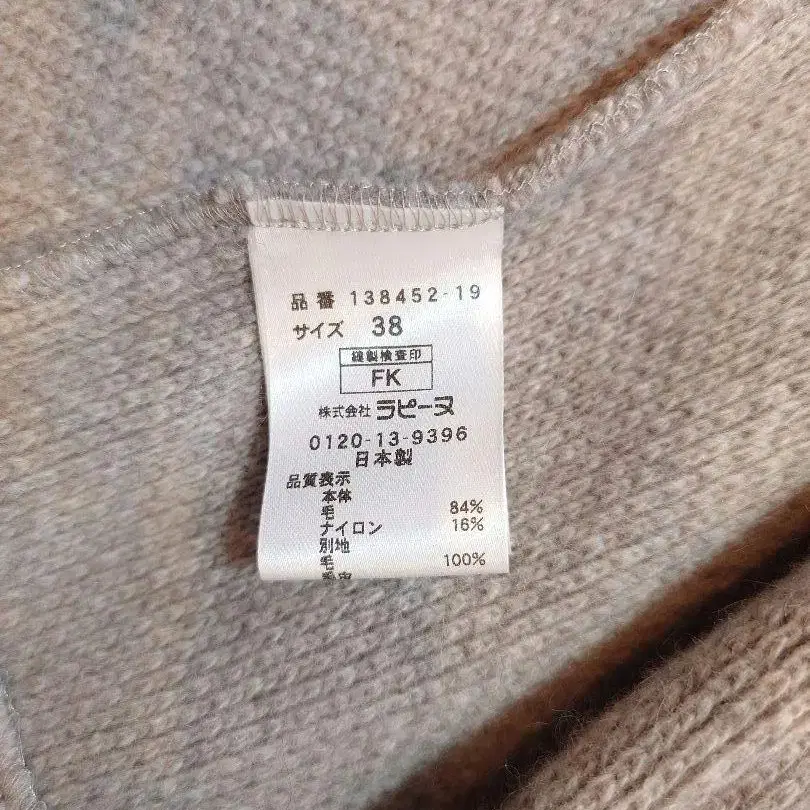 品番 138452-19
サイズ 38
縫製検査印
FK
株式会社 ラピーヌ
0120-13-9396
日本製
品質表示
本体
毛 84%
ナイロン 16%
別地
毛 100%